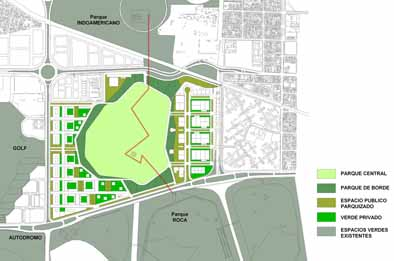 Parque
INDOAMERICANO
GOLF
AUTODROMO
Parque
ROCA
PARQUE CENTRAL
PARQUE DE BORDE
ESPACIO PUBLICO
PARQUIZADO
VERDE PRIVADO
ESPACIOS VERDES
EXISTENTES